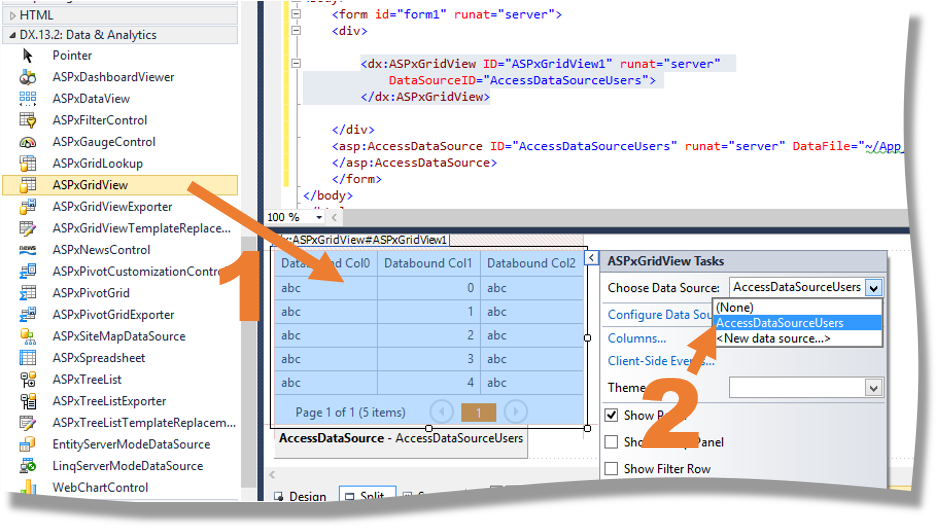 HTML
DX.13.2: Data & Analytics
Pointer
ASPxDashboardViewer
ASPxDataView
ASPxFilterControl
ASPxGaugeControl
ASPxGridLookup
ASPxGridView
ASPxGridViewExporter
ASPxGridViewTemplateReplace...
ASPxNewsControl
ASPxPivotCustomizationContr
ASPxPivotGrid
ASPxPivotGridExporter
ASPxSiteMapDataSource
ASPxSpreadsheet
ASPxTreeList
ASPxTreeListExporter
ASPxTreeListTemplateReplacem...
EntityServerModeDataSource
LinqServerModeDataSource
WebChartControl
<form id="form1" runat="server">
<div>
<dx:ASPxGridView ID="ASPxGridView1" runat="server"
DataSourceID="AccessDataSourceUsers">
</dx:ASPxGridView>
</div>
<asp:AccessDataSource ID="AccessDataSourceUsers" runat="server" DataFile="~/App_
</asp:AccessDataSource>
</form>
</body>
100 %
:ASPxGridView#ASPxGridView1
Databound Col0 Databound Col1 Databound Col2
abc 0 abc
abc 1 abc
abc 2 abc
abc 3 abc
abc 4 abc
Page 1 of 1 (5 items) 1
AccessDataSource - AccessDataSourceUsers
Design Split
1
ASPxGridView Tasks
Choose Data Source: AccessDataSourceUsers
(None)
AccessDataSourceUsers
<New data source...>
Configure Data Sou
Columns...
Client-Side Events...
Theme
Show P
Show Panel
Show Filter Row
2